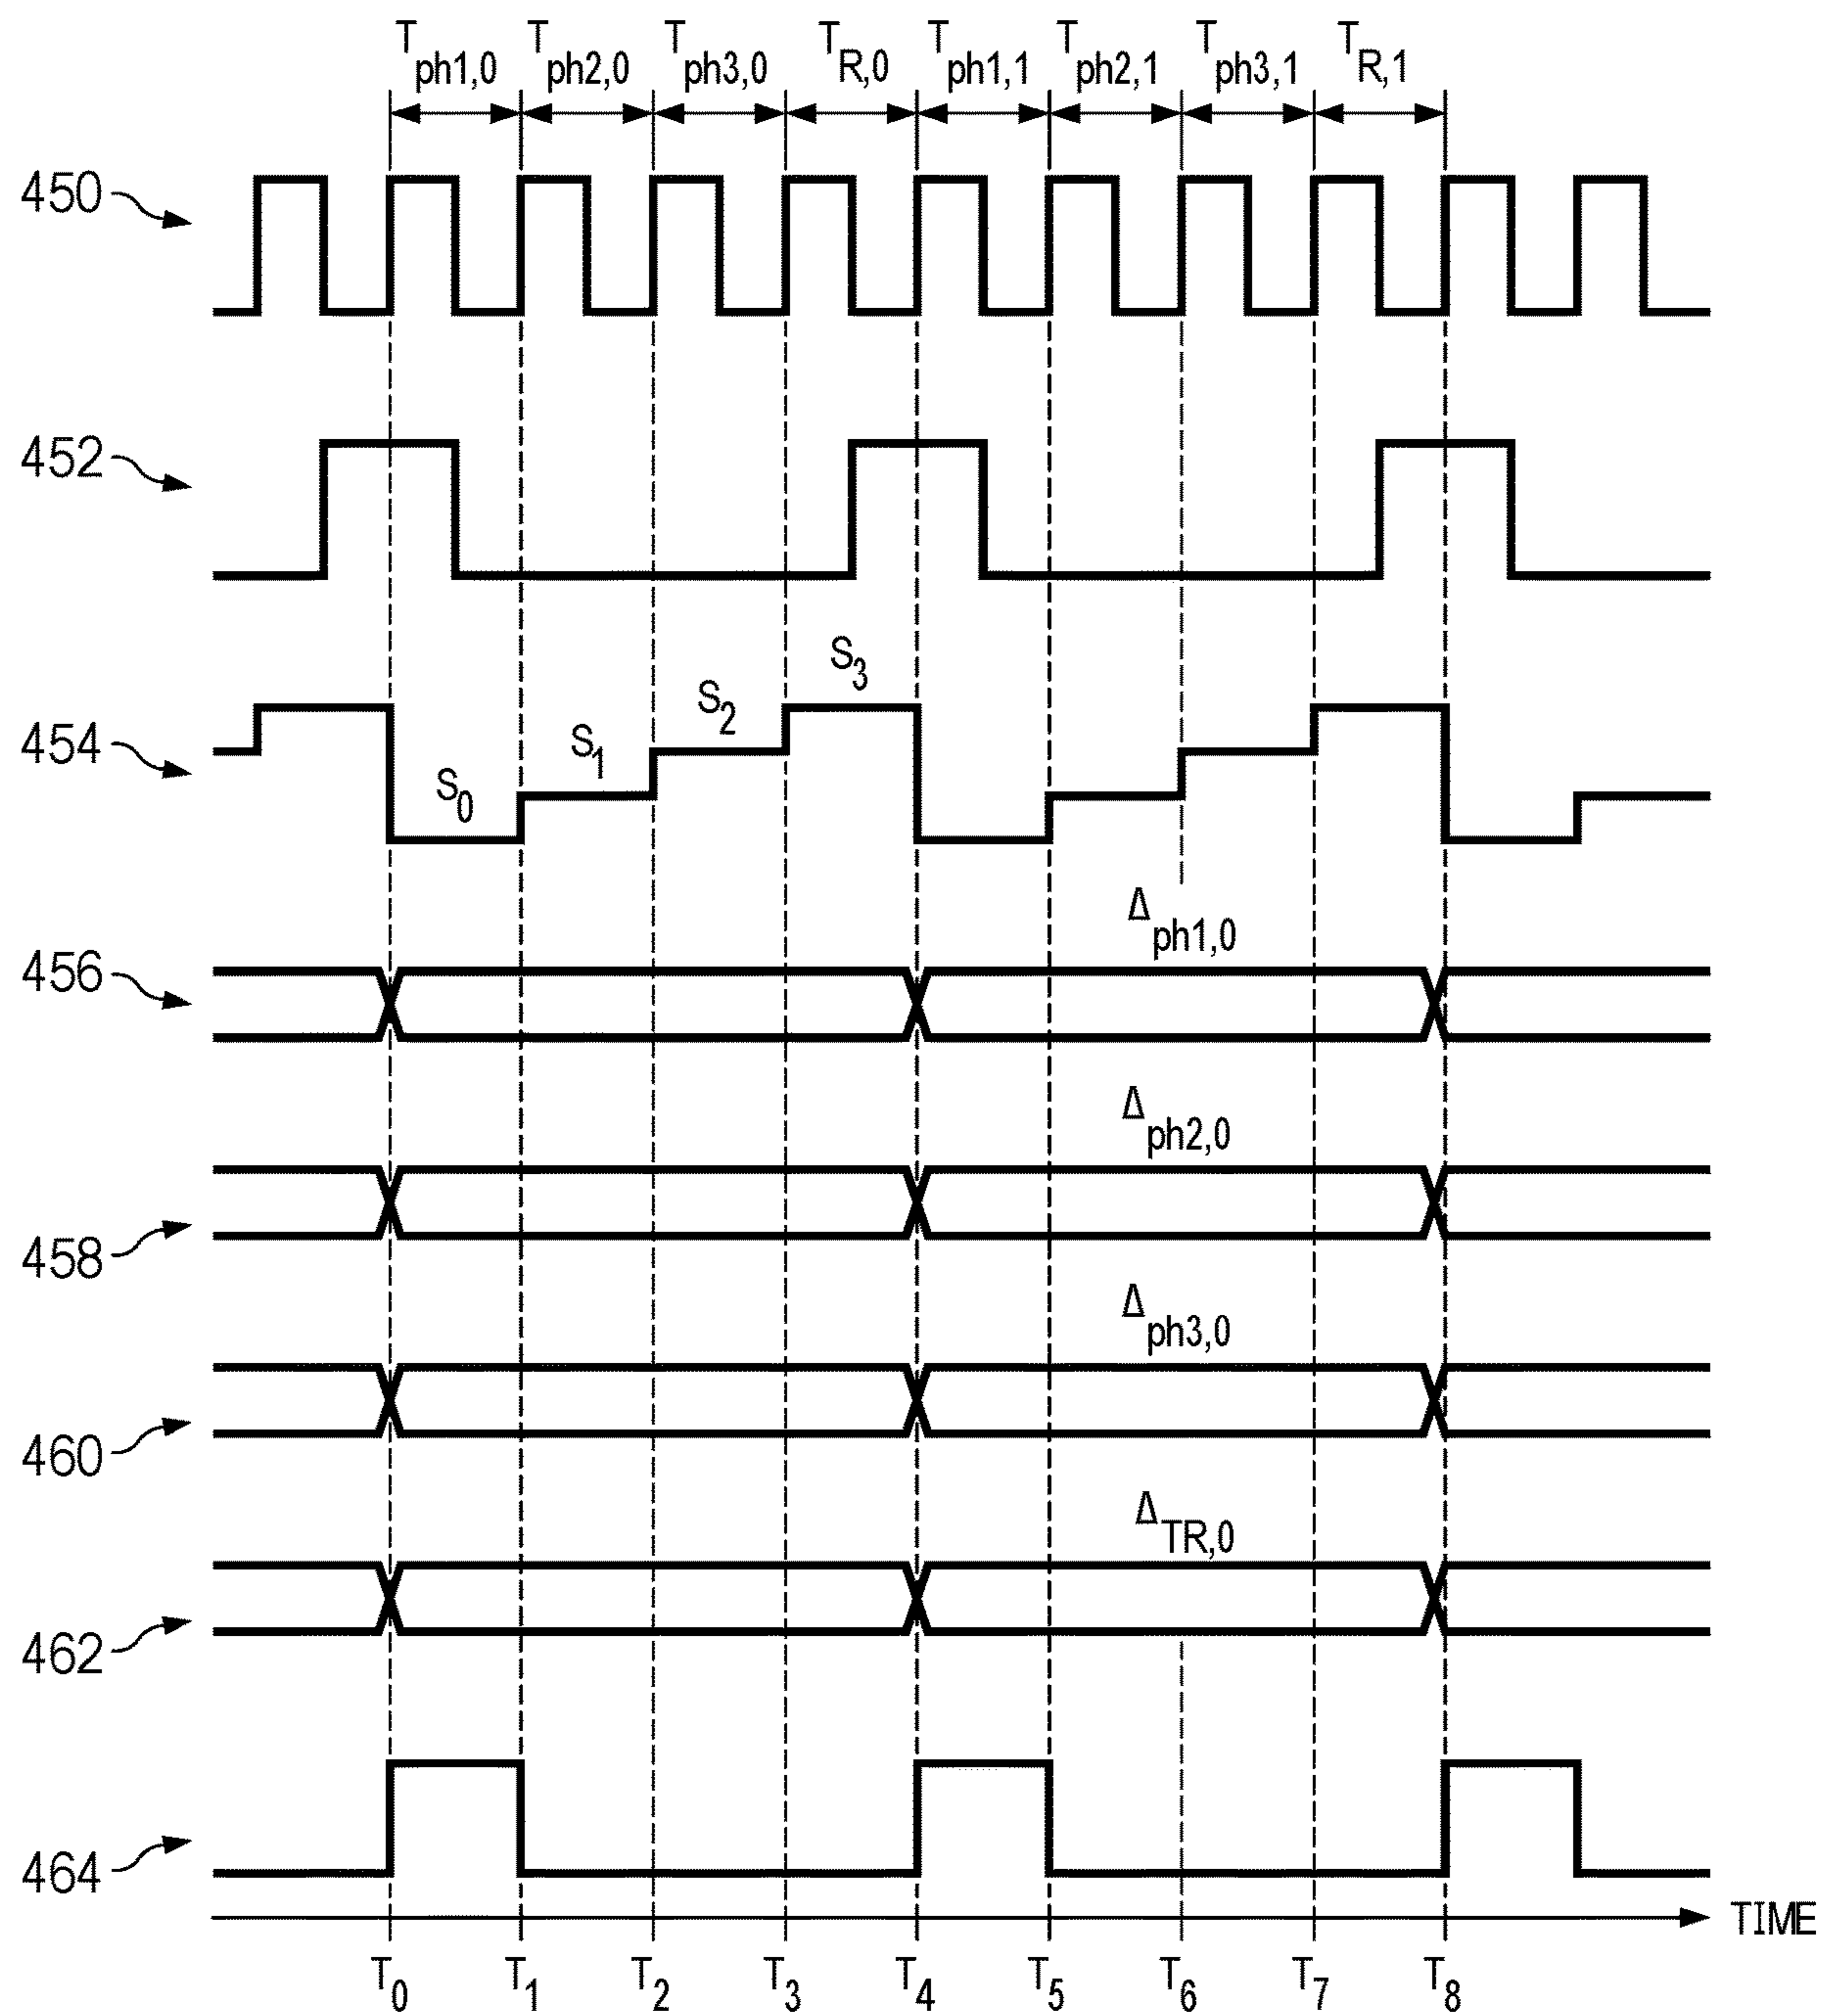 Tph1,0 Tph2,0 Tph3,0 TR,0 Tph1,1 Tph2,1 Tph3,1 TR,1
450
452
S3
S2
454
S1
S0
Δph1,0
456
Δph2,0
458
Δph3,0
460
ΔTR,0
462
464
TIME
T0 T1 T2 T3 T4 T5 T6 T7 T8